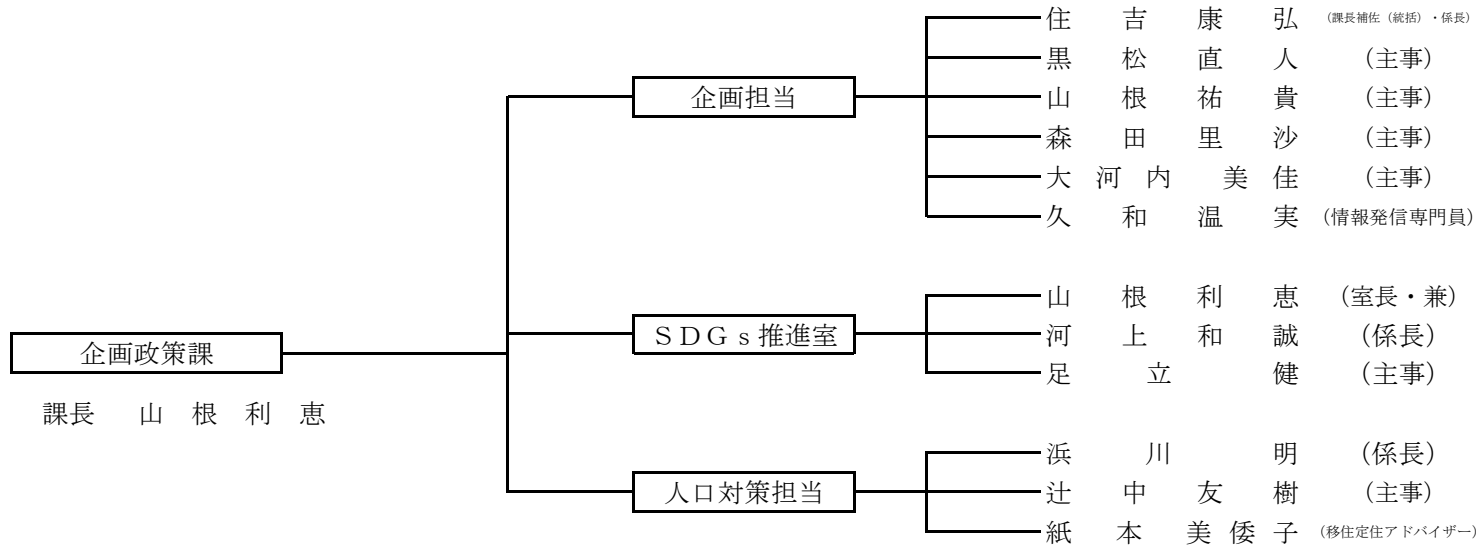 住吉康弘 (課長補佐(統括)・係長)
黒松直人 (主事)
企画担当 山根祐貴 (主事)
森田里沙 (主事)
大河内美佳 (主事)
久和温実 (情報発信専門員)
山根利恵 (室長・兼)
SDGs推進室 河上和誠 (係長)
企画政策課 足立健 (主事)
課長 山根利恵
浜川明 (係長)
人口対策担当 辻中友樹 (主事)
紙本美倭子 (移住定住アドバイザー)